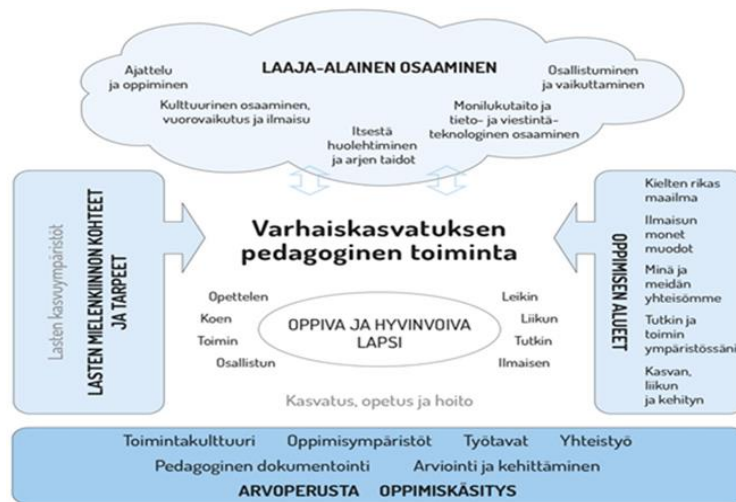 LAAJA-ALAINEN OSAAMINEN
Ajattelu
ja oppiminen
Osallistuminen
ja vaikuttaminen
Kulttuurinen osaaminen,
vuorovaikutus ja ilmaisu
Monilukutaito ja
tieto- ja viestintä-
teknologinen osaaminen
Itsestä
huolehtiminen
ja arjen taidot
Lasten kasvuympäristöt
LASTEN MIELENKIINNON KOHTEET
JA TARPEET
Varhaiskasvatuksen
pedagoginen toiminta
Opettelen
Koen
Toimin
Osallistun
OPPIVA JA HYVINVOIVA
LAPSI
Leikin
Liikun
Tutkin
Ilmaisen
Kasvatus, opetus ja hoito
OPPIMISEN ALUEET
Kielten rikas
maailma
Ilmaisun
monet
muodot
Minä ja
meidän
yhteisömme
Tutkin ja
toimin
ympäristössäni
Kasvan,
liikun
ja kehityn
Toimintakulttuuri Oppimisympäristöt Työtavat Yhteistyö
Pedagoginen dokumentointi Arviointi ja kehittäminen
ARVOPERUSTA OPPIMISKÄSITYS